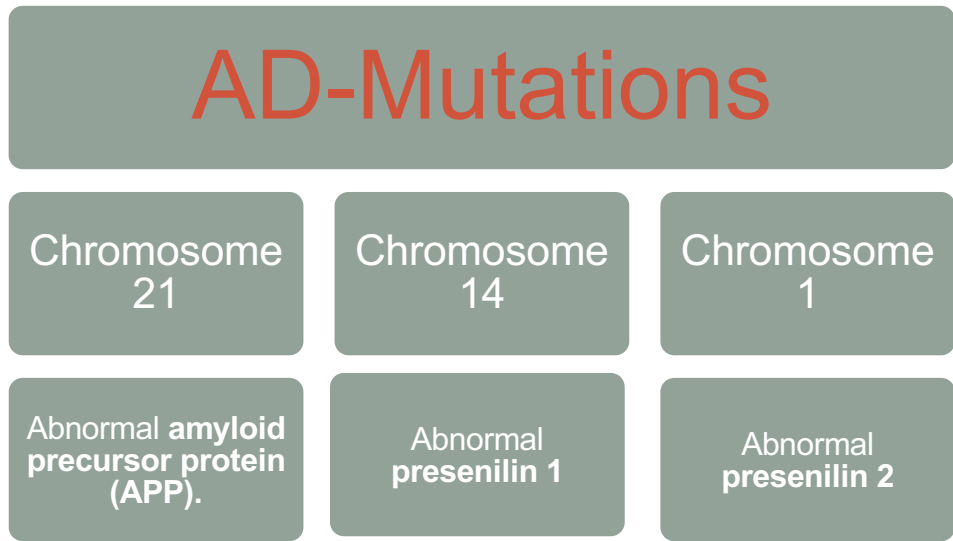 AD-Mutations
Chromosome
21
Chromosome
14
Chromosome
1
Abnormal amyloid
precursor protein
(APP).
Abnormal
presenilin 1
Abnormal
presenilin 2